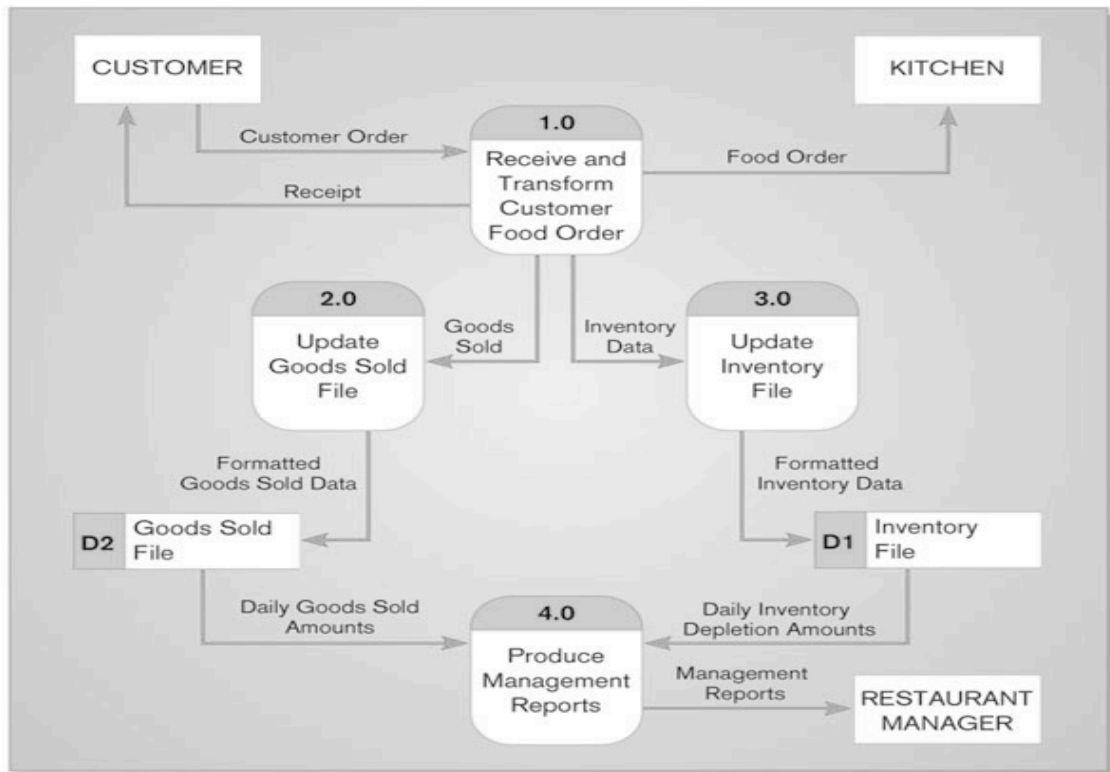 CUSTOMER
KITCHEN
1.0
Receive and
Transform
Customer
Food Order
Customer Order
Receipt
Food Order
2.0
Update
Goods Sold
File
Goods
Sold
Inventory
Data
3.0
Update
Inventory
File
Formatted
Goods Sold Data
Formatted
Inventory Data
D2
Goods Sold
File
D1
Inventory
File
Daily Goods Sold
Amounts
4.0
Produce
Management
Reports
Daily Inventory
Depletion Amounts
Management
Reports
RESTAURANT
MANAGER